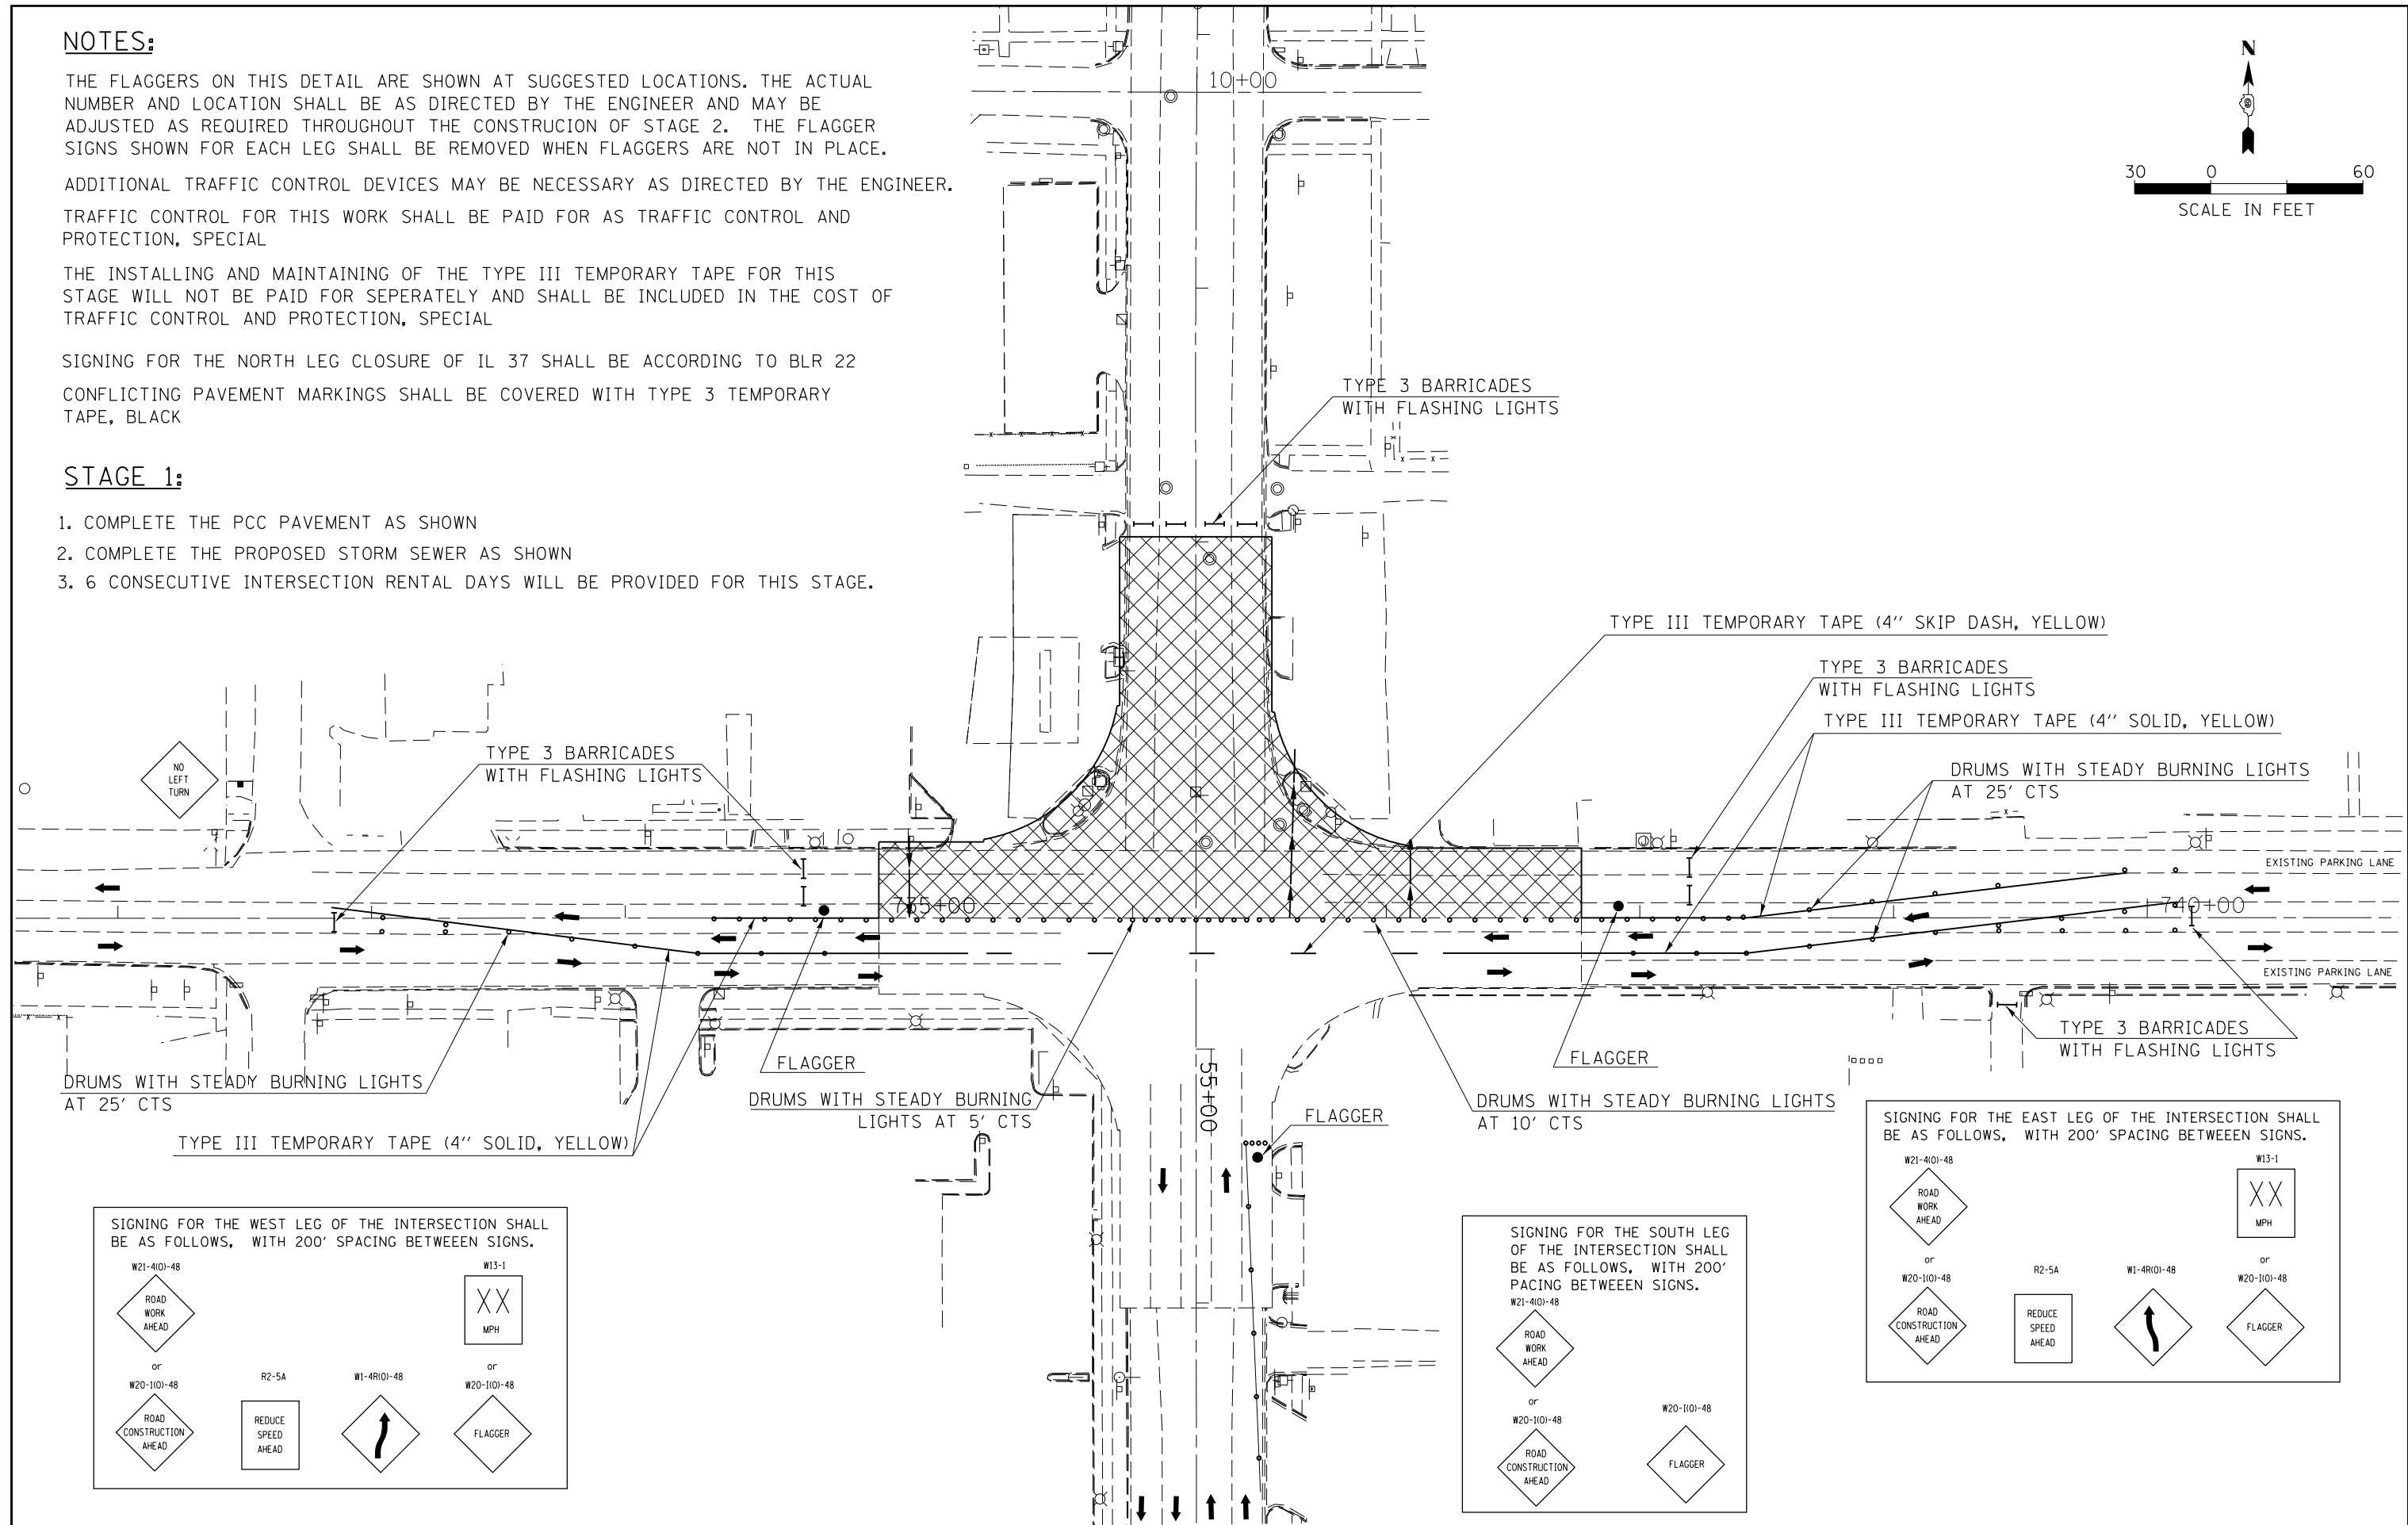 NOTES:
THE FLAGGERS ON THIS DETAIL ARE SHOWN AT SUGGESTED LOCATIONS. THE ACTUAL
NUMBER AND LOCATION SHALL BE AS DIRECTED BY THE ENGINEER AND MAY BE
ADJUSTED AS REQUIRED THROUGHOUT THE CONSTRUCION OF STAGE 2. THE FLAGGER
SIGNS SHOWN FOR EACH LEG SHALL BE REMOVED WHEN FLAGGERS ARE NOT IN PLACE.
ADDITIONAL TRAFFIC CONTROL DEVICES MAY BE NECESSARY AS DIRECTED BY THE ENGINEER.
TRAFFIC CONTROL FOR THIS WORK SHALL BE PAID FOR AS TRAFFIC CONTROL AND
PROTECTION, SPECIAL
THE INSTALLING AND MAINTAINING OF THE TYPE III TEMPORARY TAPE FOR THIS
STAGE WILL NOT BE PAID FOR SEPERATELY AND SHALL BE INCLUDED IN THE COST OF
TRAFFIC CONTROL AND PROTECTION, SPECIAL
SIGNING FOR THE NORTH LEG CLOSURE OF IL 37 SHALL BE ACCORDING TO BLR 22
CONFLICTING PAVEMENT MARKINGS SHALL BE COVERED WITH TYPE 3 TEMPORARY
TAPE, BLACK
STAGE 1:
1. COMPLETE THE PCC PAVEMENT AS SHOWN
2. COMPLETE THE PROPOSED STORM SEWER AS SHOWN
3. 6 CONSECUTIVE INTERSECTION RENTAL DAYS WILL BE PROVIDED FOR THIS STAGE.
10+00
N
30 0 60
SCALE IN FEET
TYPE 3 BARRICADES
WITH FLASHING LIGHTS
TYPE III TEMPORARY TAPE (4'' SKIP DASH, YELLOW)
TYPE 3 BARRICADES
WITH FLASHING LIGHTS
TYPE III TEMPORARY TAPE (4'' SOLID, YELLOW)
DRUMS WITH STEADY BURNING LIGHTS
AT 25' CTS
NO
LEFT
TURN
TYPE 3 BARRICADES
WITH FLASHING LIGHTS
EXISTING PARKING LANE
735+00
740+00
EXISTING PARKING LANE
TYPE 3 BARRICADES
WITH FLASHING LIGHTS
FLAGGER
FLAGGER
DRUMS WITH STEADY BURNING LIGHTS
AT 25' CTS
DRUMS WITH STEADY BURNING
LIGHTS AT 5' CTS
55+00
DRUMS WITH STEADY BURNING LIGHTS
AT 10' CTS
FLAGGER
TYPE III TEMPORARY TAPE (4'' SOLID, YELLOW)
SIGNING FOR THE EAST LEG OF THE INTERSECTION SHALL
BE AS FOLLOWS, WITH 200' SPACING BETWEEEN SIGNS.
W21-4(O)-48
W13-1
ROAD
WORK
AHEAD
XX
MPH
or
or
W20-1(O)-48
R2-5A
W1-4R(O)-48
W20-1(O)-48
ROAD
CONSTRUCTION
AHEAD
REDUCE
SPEED
AHEAD
FLAGGER
SIGNING FOR THE WEST LEG OF THE INTERSECTION SHALL
BE AS FOLLOWS, WITH 200' SPACING BETWEEEN SIGNS.
W21-4(O)-48
W13-1
ROAD
WORK
AHEAD
XX
MPH
or
or
W20-1(O)-48
R2-5A
W1-4R(O)-48
W20-1(O)-48
ROAD
CONSTRUCTION
AHEAD
REDUCE
SPEED
AHEAD
FLAGGER
SIGNING FOR THE SOUTH LEG
OF THE INTERSECTION SHALL
BE AS FOLLOWS, WITH 200'
PACING BETWEEEN SIGNS.
W21-4(O)-48
ROAD
WORK
AHEAD
or
W20-1(O)-48
W20-1(O)-48
ROAD
CONSTRUCTION
AHEAD
FLAGGER